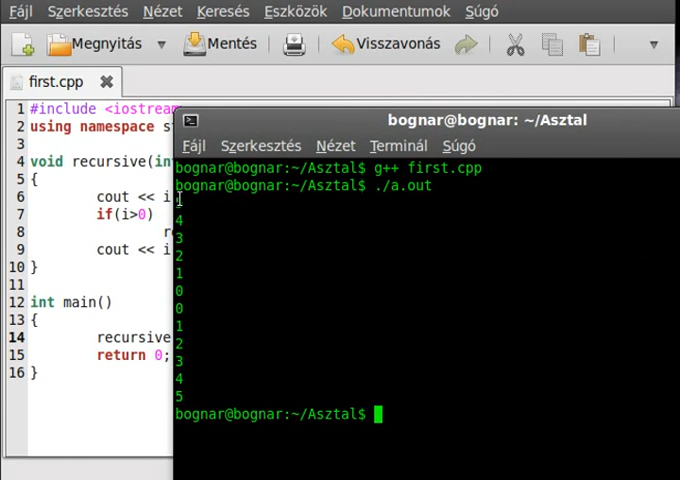 Fájl Szerkesztés Nézet Keresés Eszközök Dokumentumok Súgó
Megnyitás Mentés Visszavonás
first.cpp
1 #include <iostream
2 using namespace
3
4 void recursive(
5 {
6 cout << i
7 if(i>0)
8
9 cout << i
10 }
11
12 int main()
13 {
14 recursive
15 return 0;
16 }
bognar@bognar: ~/Asztal
Fájl Szerkesztés Nézet Terminál Súgó
bognar@bognar:~/Asztal$ g++ first.cpp
bognar@bognar:~/Asztal$ ./a.out
4
3
2
1
0
0
1
2
3
4
5
bognar@bognar:~/Asztal$